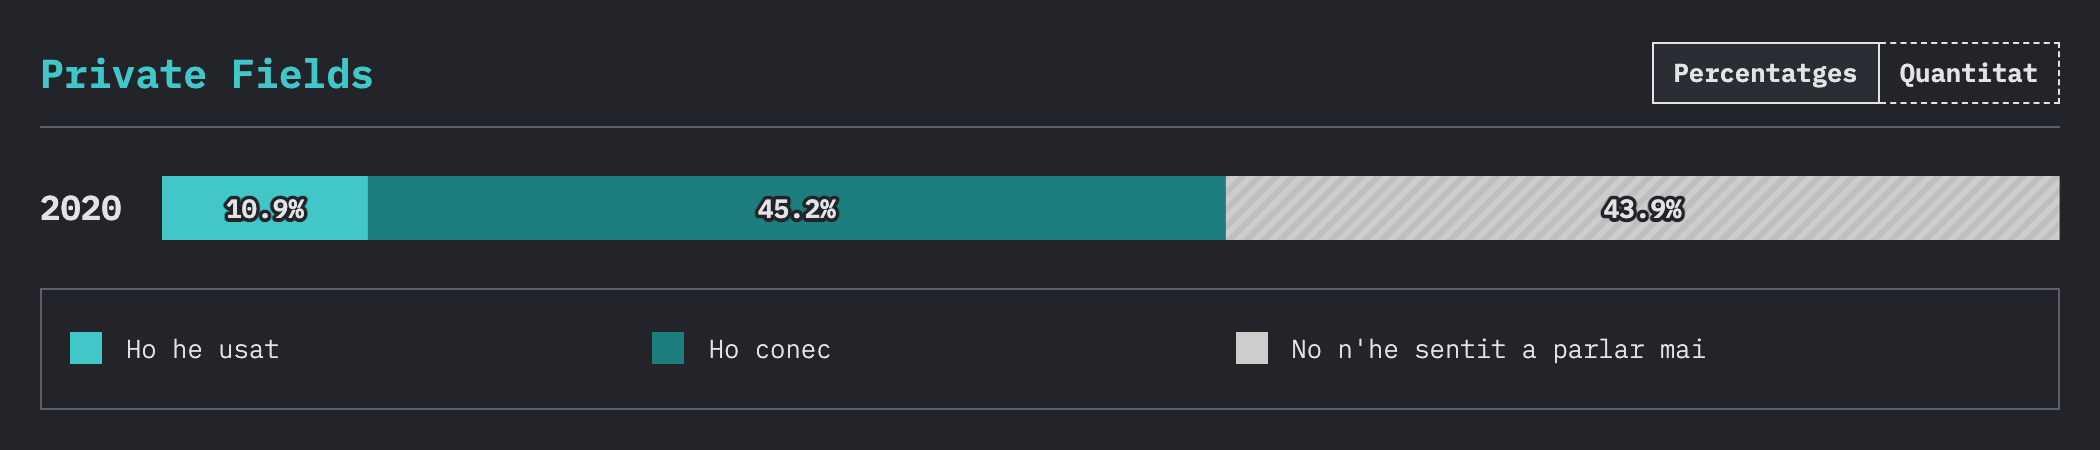 Private Fields
Percentatges Quantitat
2020 10.9% 45.2% 43.9%
Ho he usat Ho conec No n'he sentit a parlar mai